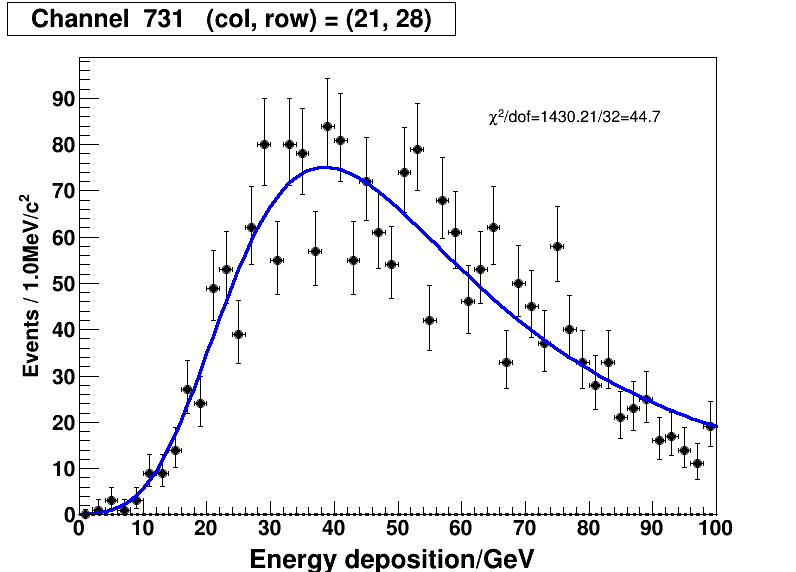 Channel 731 (col, row) = (21, 28)
χ²/dof=1430.21/32=44.7
Events / 1.0MeV/c²
90
80
70
60
50
40
30
20
10
0
0 10 20 30 40 50 60 70 80 90 100
Energy deposition/GeV